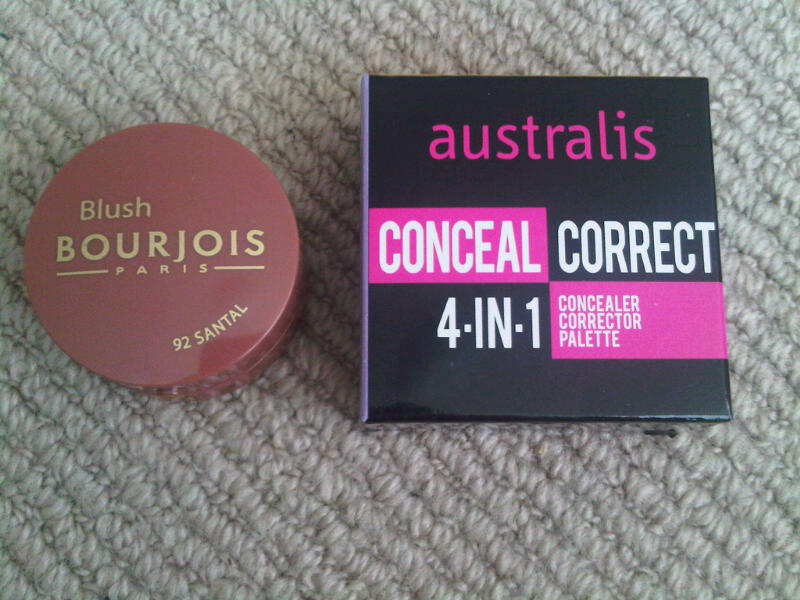 Blush
BOURJOIS
PARIS
92 SANTAL
australis
CONCEAL CORRECT
4·IN·1
CONCEALER
CORRECTOR
PALETTE